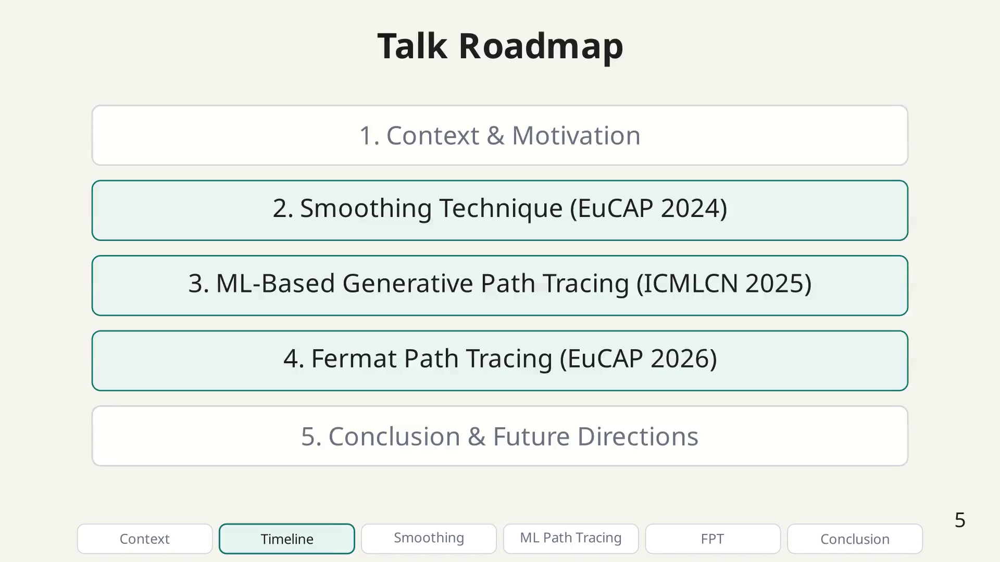 Talk Roadmap
1. Context & Motivation
2. Smoothing Technique (EuCAP 2024)
3. ML-Based Generative Path Tracing (ICMLCN 2025)
4. Fermat Path Tracing (EuCAP 2026)
5. Conclusion & Future Directions
5
Context
Timeline
Smoothing
ML Path Tracing
FPT
Conclusion